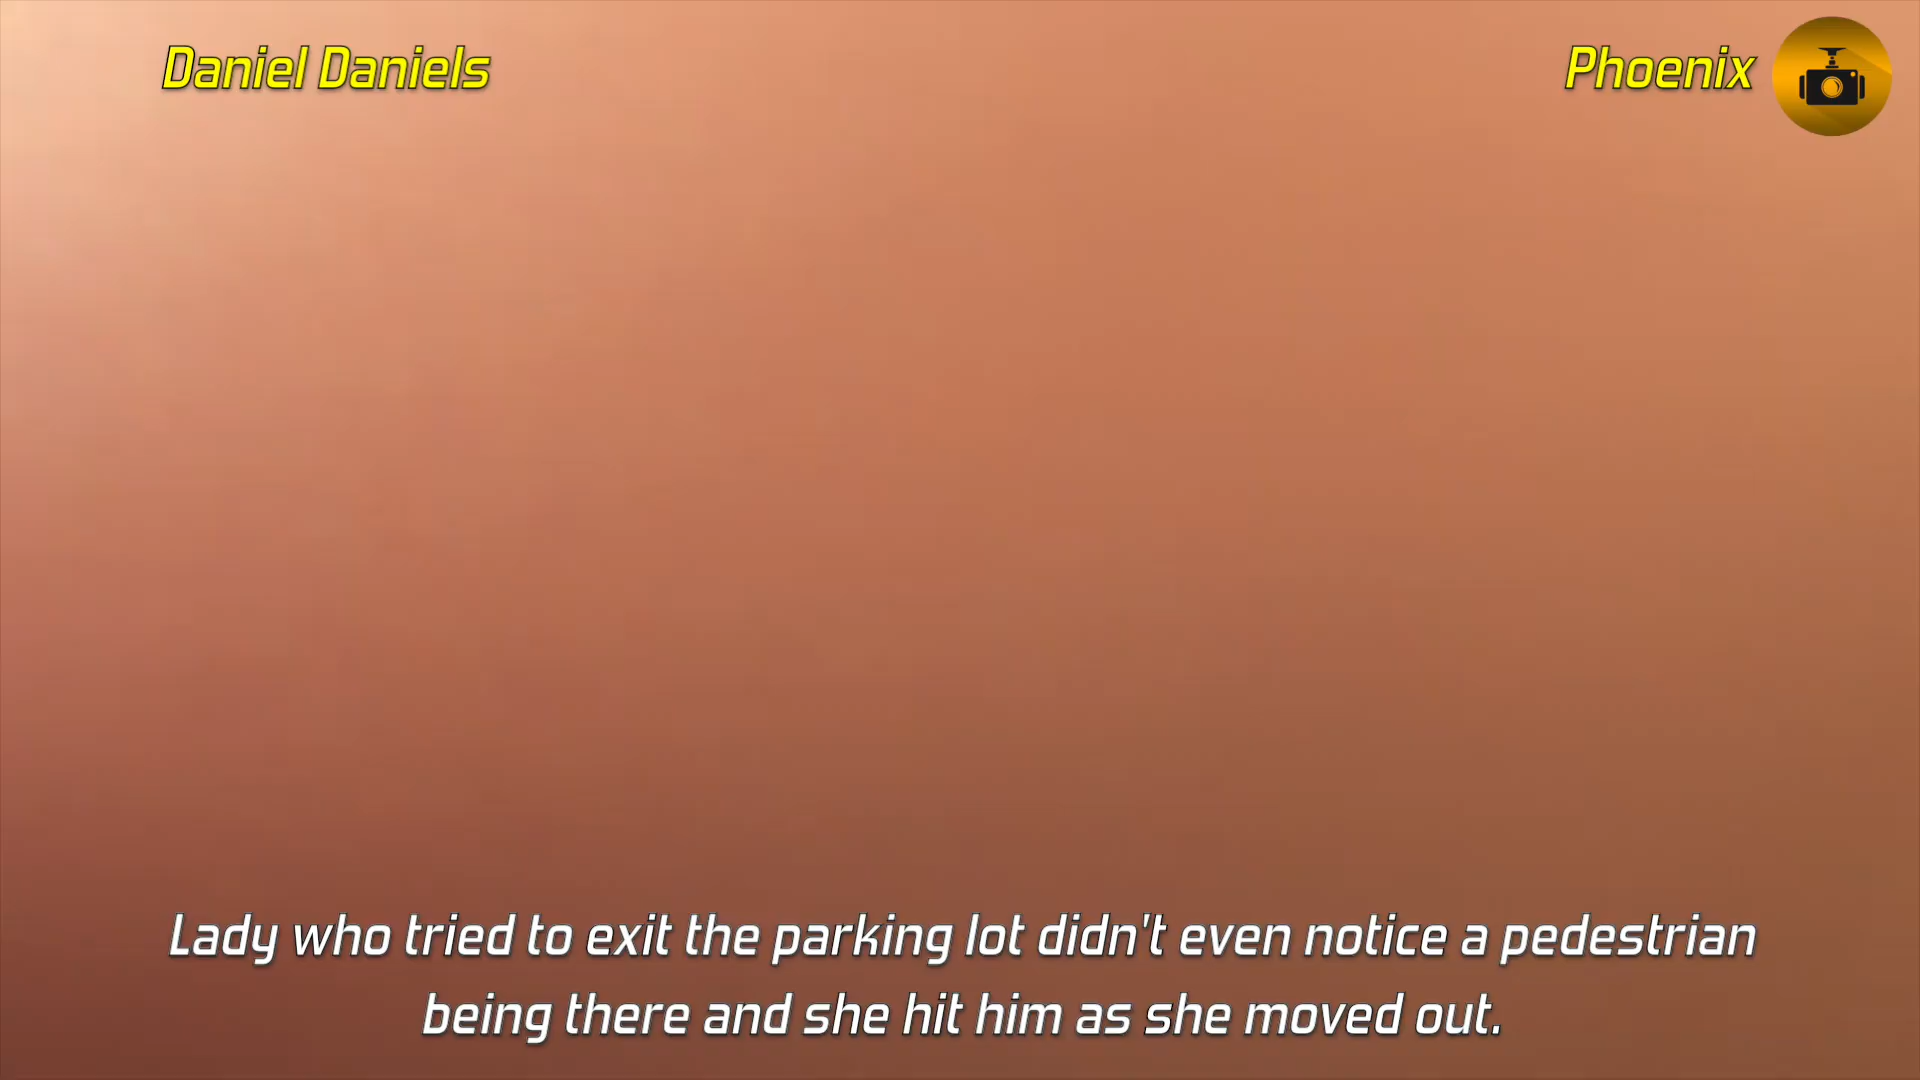 Daniel Daniels
Phoenix
Lady who tried to exit the parking lot didn't even notice a pedestrian
being there and she hit him as she moved out.